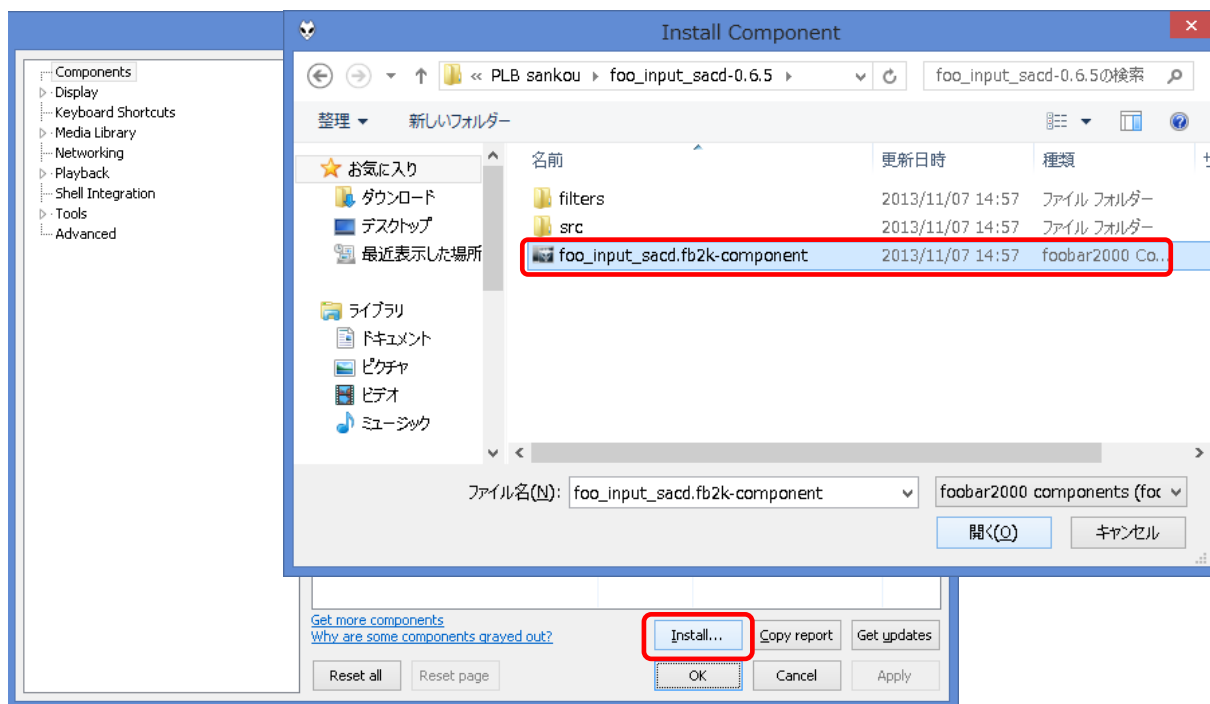 Install Component
Components
Display
Keyboard Shortcuts
Media Library
Networking
Playback
Shell Integration
Tools
Advanced
« PLB sankou foo_input_sacd-0.6.5
foo_input_sacd-0.6.5の検索
整理 新しいフォルダー
名前 更新日時 種類
お気に入り
ダウンロード
デスクトップ
最近表示した場所
ライブラリ
ドキュメント
ピクチャ
ビデオ
ミュージック
filters 2013/11/07 14:57 ファイル フォルダー
src 2013/11/07 14:57 ファイル フォルダー
foo_input_sacd.fb2k-component 2013/11/07 14:57 foobar2000 Co...
ファイル名(N): foo_input_sacd.fb2k-component foobar2000 components (foo
開く(O) キャンセル
Get more components
Why are some components grayed out?
Install... Copy report Get updates
Reset all Reset page OK Cancel Apply